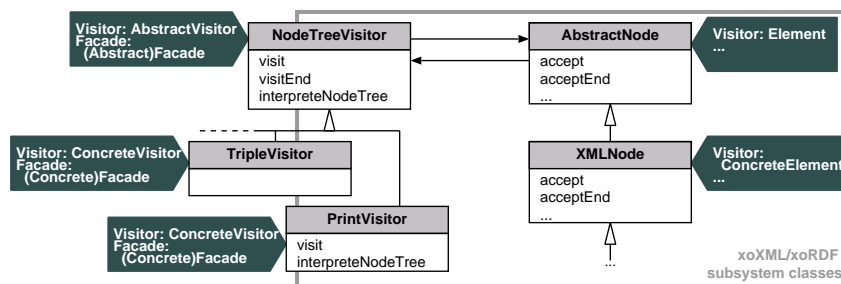 Visitor: AbstractVisitor
Facade:
(Abstract)Facade
NodeTreeVisitor
visit
visitEnd
interpreteNodeTree
AbstractNode
accept
acceptEnd
...
Visitor: Element
...
Visitor: ConcreteVisitor
Facade:
(Concrete)Facade
TripleVisitor
XMLNode
accept
acceptEnd
...
Visitor:
ConcreteElement
...
Visitor: ConcreteVisitor
Facade:
(Concrete)Facade
PrintVisitor
visit
interpreteNodeTree
...
xoXML/xoRDF
subsystem classes